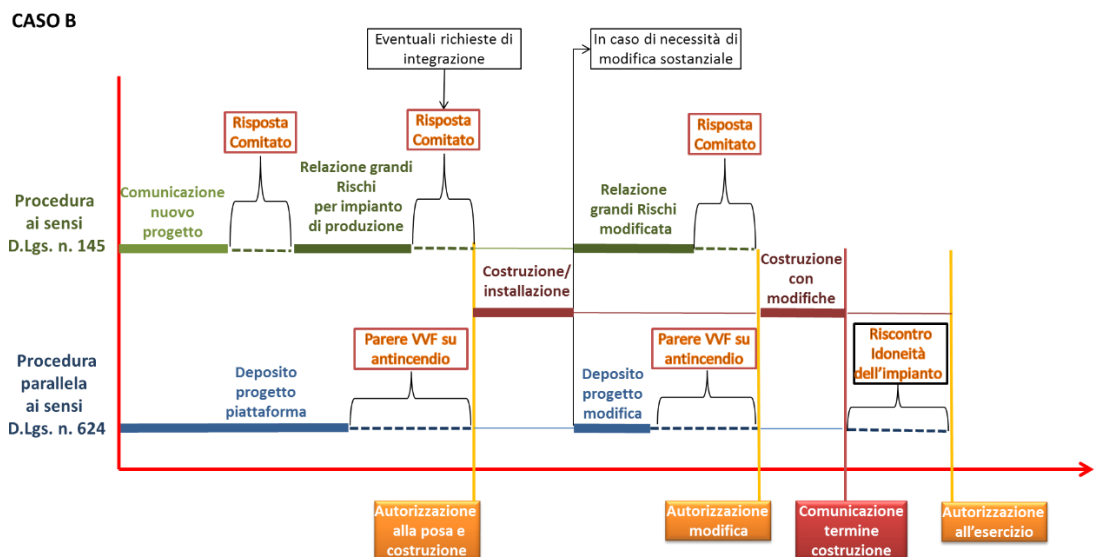 CASO B
Eventuali richieste di
integrazione
In caso di necessità di
modifica sostanziale
Risposta
Comitato
Risposta
Comitato
Risposta
Comitato
Procedura
ai sensi
D.Lgs. n. 145
Comunicazione
nuovo
progetto
Relazione grandi
Rischi
per impianto
di produzione
Relazione
grandi Rischi
modificata
Costruzione/
installazione
Costruzione
con
modifiche
Procedura
parallela
ai sensi
D.Lgs. n. 624
Deposito
progetto
piattaforma
Parere VVF su
antincendio
Deposito
progetto
modifica
Parere VVF su
antincendio
Riscontro
Idoneità
dell'impianto
Autorizzazione
alla posa e
costruzione
Autorizzazione
modifica
Comunicazione
termine
costruzione
Autorizzazione
all'esercizio